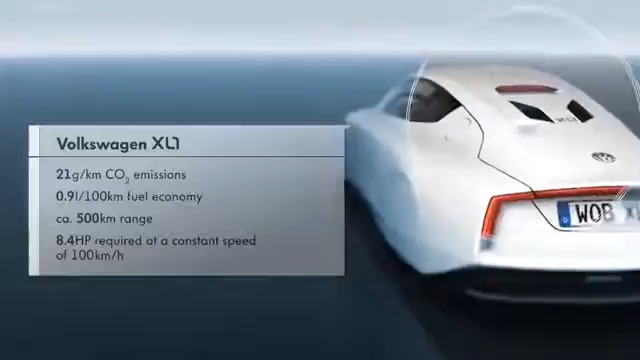 Volkswagen XL1
21g/km CO₂ emissions
0.9l/100km fuel economy
ca. 500km range
8.4HP required at a constant speed
of 100km/h
WOB